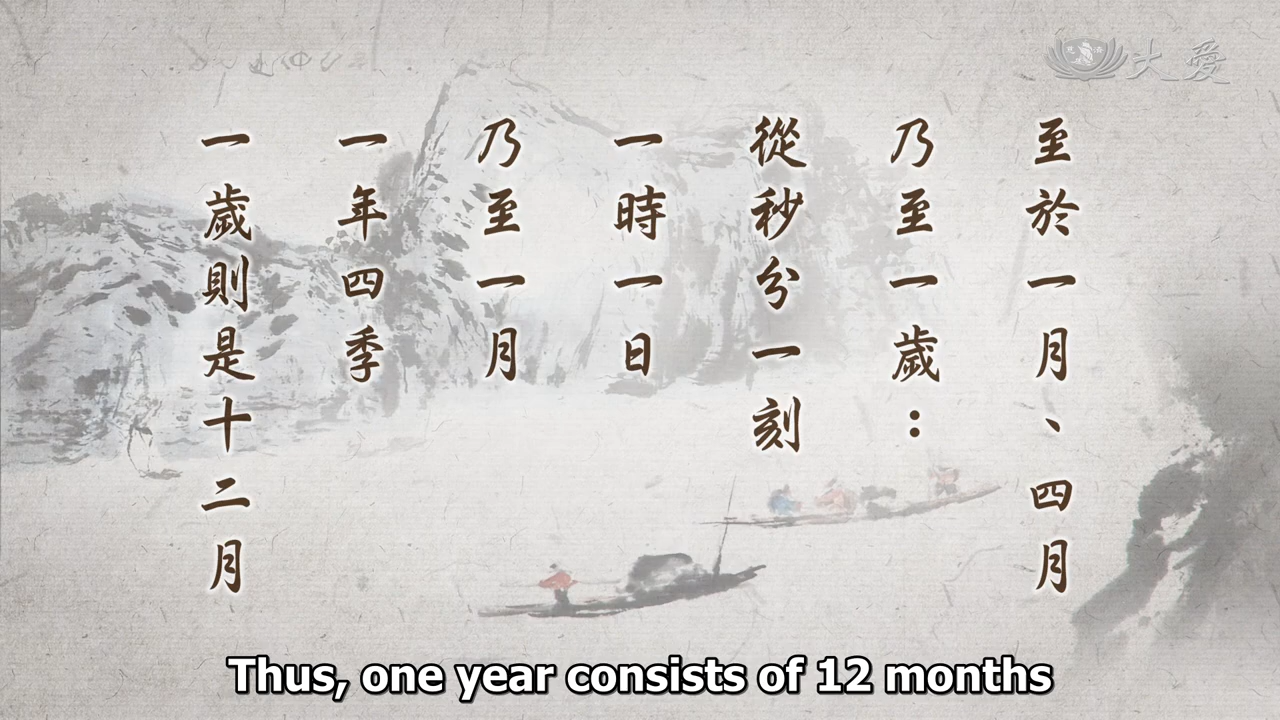 大愛
至於一月、四月
乃至一歲：
從秒分一刻
一時一日
乃至一月
一年四季
一歲則是十二月
Thus, one year consists of 12 months